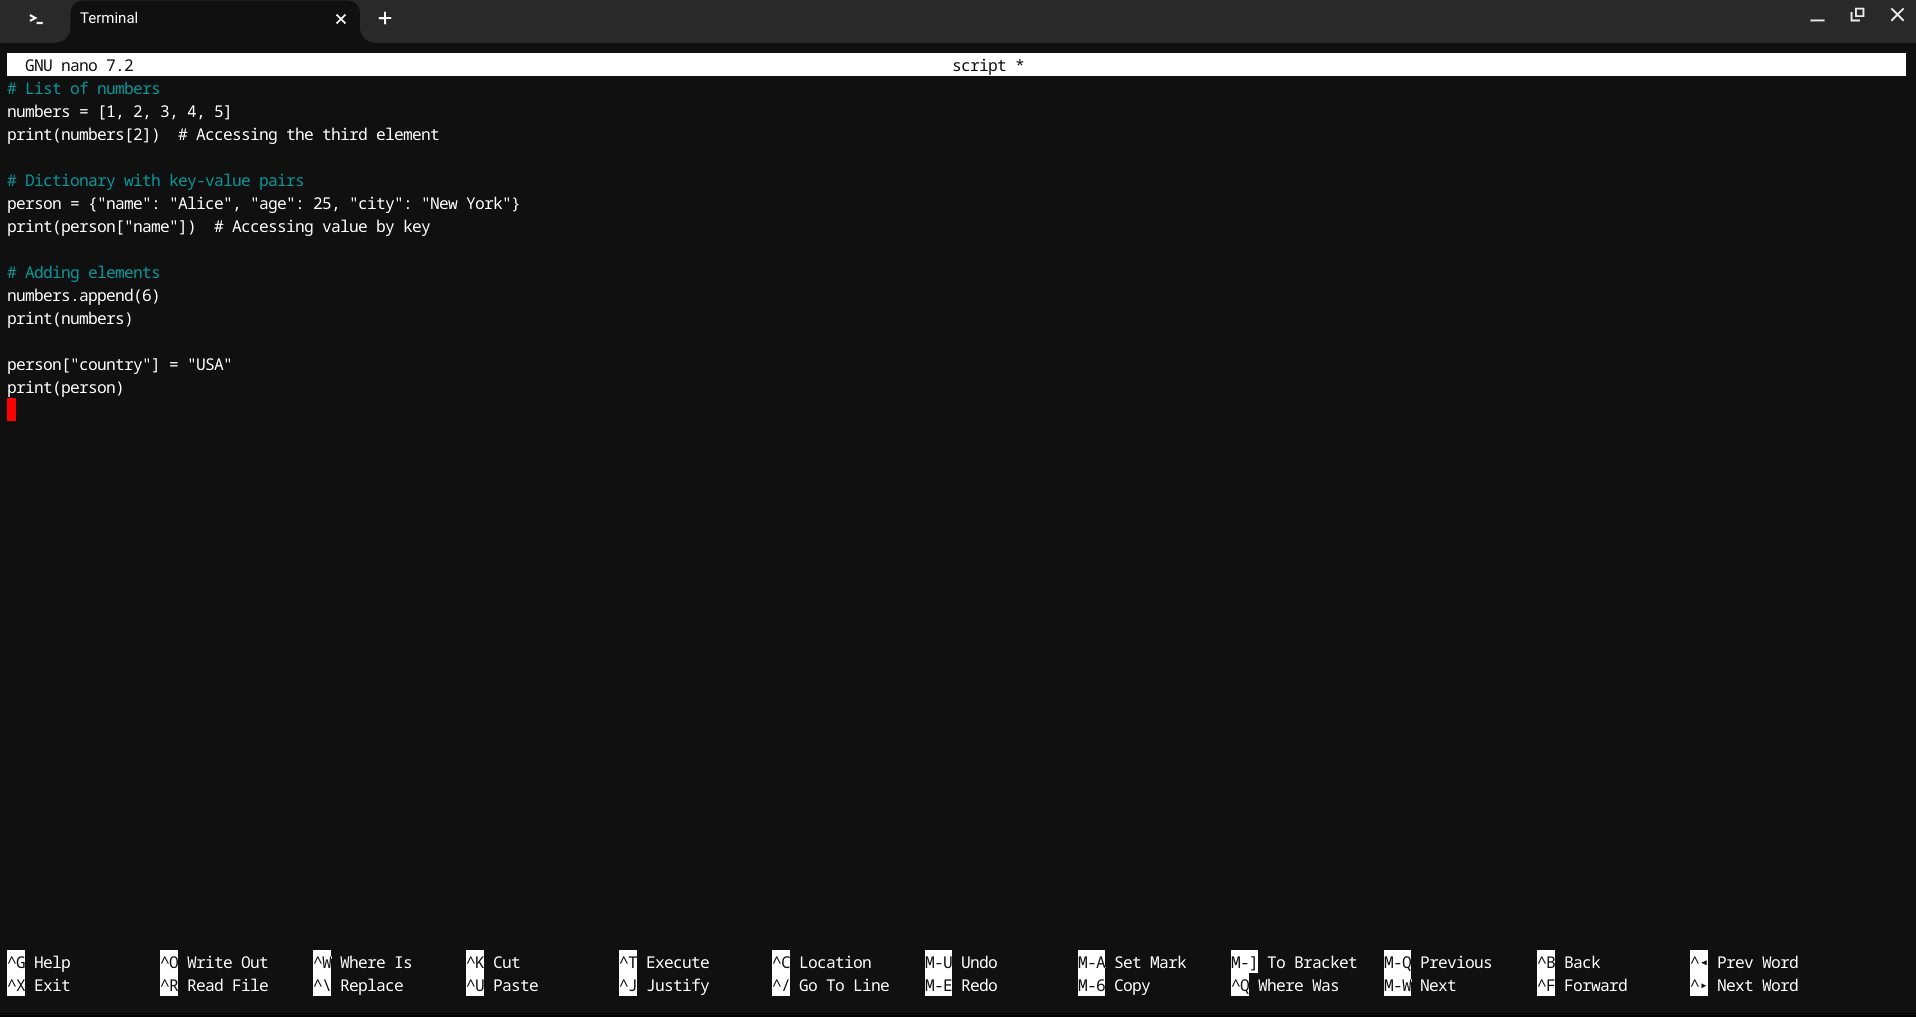 Terminal
GNU nano 7.2 script *
# List of numbers
numbers = [1, 2, 3, 4, 5]
print(numbers[2])  # Accessing the third element

# Dictionary with key-value pairs
person = {"name": "Alice", "age": 25, "city": "New York"}
print(person["name"])  # Accessing value by key

# Adding elements
numbers.append(6)
print(numbers)

person["country"] = "USA"
print(person)

^G Help ^O Write Out ^W Where Is ^K Cut ^T Execute ^C Location M-U Undo M-A Set Mark M-] To Bracket M-Q Previous ^B Back ^◂ Prev Word
^X Exit ^R Read File ^\ Replace ^U Paste ^J Justify ^/ Go To Line M-E Redo M-6 Copy ^Q Where Was M-W Next ^F Forward ^▸ Next Word